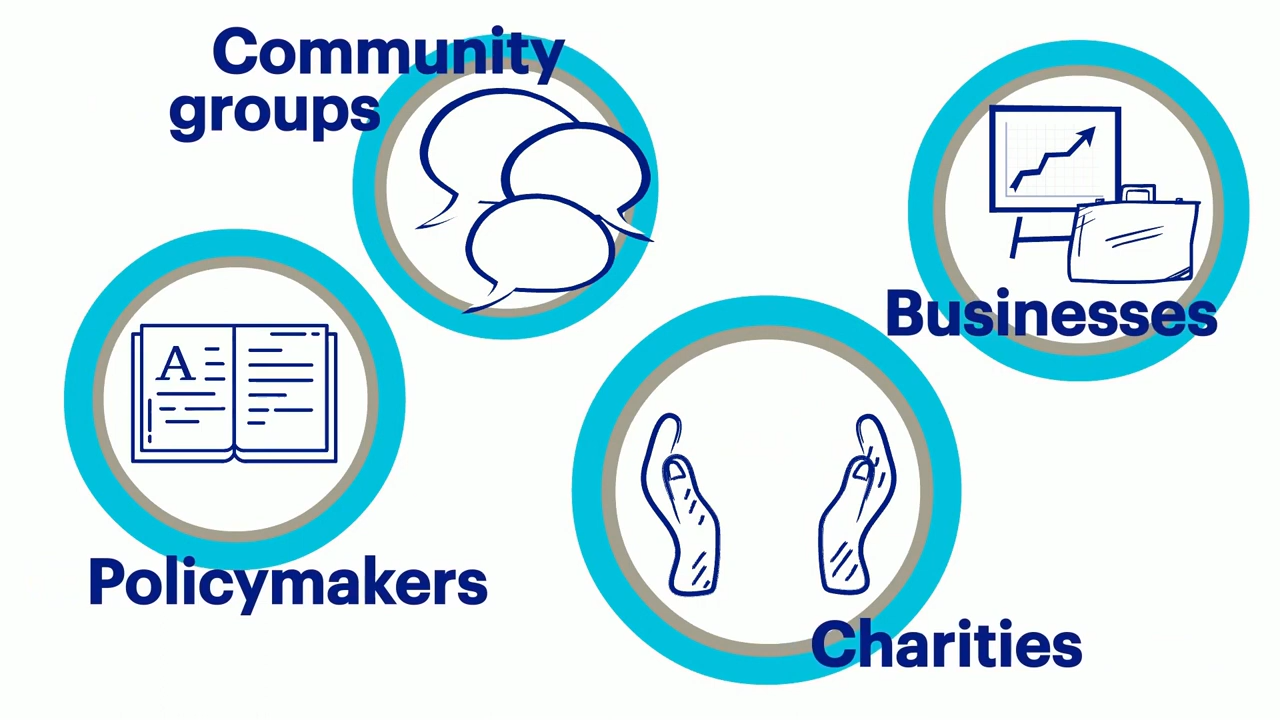 Community
groups
Businesses
A
Policymakers
Charities